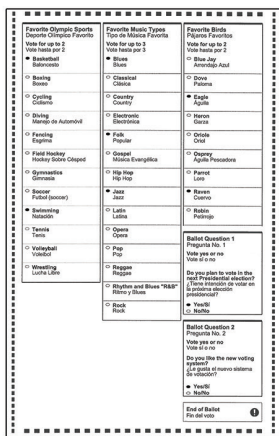 Favorite Olympic Sports
Deporte Olímpico Favorito
Vote for up to 2
Vote hasta por 2
Basketball
Baloncesto
Boxing
Boxeo
Cycling
Ciclismo
Diving
Manejo de Automóvil
Fencing
Esgrima
Field Hockey
Hockey Sobre Césped
Gymnastics
Gimnasia
Soccer
Futbol (soccer)
Swimming
Natación
Tennis
Tenis
Volleyball
Voleibol
Wrestling
Lucha Libre
Favorite Music Types
Tipo de Música Favorita
Vote for up to 3
Vote hasta por 3
Blues
Blues
Classical
Clásica
Country
Country
Electronic
Electrónica
Folk
Popular
Gospel
Música Evangélica
Hip Hop
Hip Hop
Jazz
Jazz
Latin
Latina
Opera
Opera
Pop
Pop
Reggae
Reggae
Rhythm and Blues "R&B"
Ritmo y Blues
Rock
Rock
Favorite Birds
Pájaros Favoritos
Vote for up to 2
Vote hasta por 2
Blue Jay
Arrendajo Azul
Dove
Paloma
Eagle
Águila
Heron
Garza
Oriole
Oriol
Osprey
Águila Pescadora
Parrot
Loro
Raven
Cuervo
Robin
Petirrojo
Ballot Question 1
Pregunta No. 1
Vote yes or no
Vote sí o no
Do you plan to vote in the
next Presidential election?
¿Tiene intención de votar en
la próxima elección
presidencial?
Yes/Sí
No/No
Ballot Question 2
Pregunta No. 2
Vote yes or no
Vote sí o no
Do you like the new voting
system?
¿Le gusta el nuevo sistema
de votación?
Yes/Sí
No/No
End of Ballot
Fin del voto